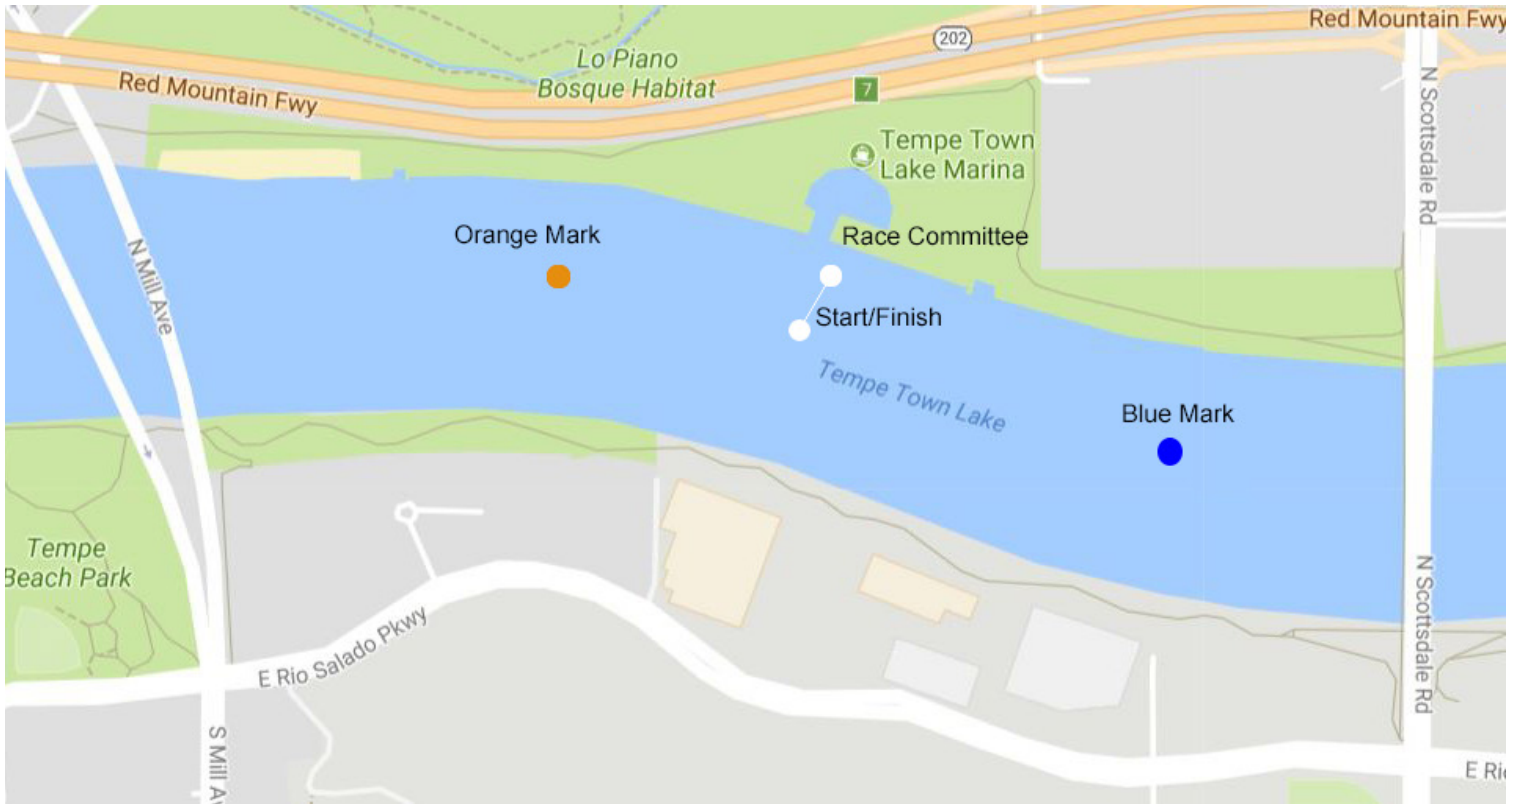 Red Mountain Fwy
202
Lo Piano
Bosque Habitat
Red Mountain Fwy
7
N Scottsdale Rd
Tempe Town
Lake Marina
Orange Mark
Race Committee
N Mill Ave
Start/Finish
Tempe Town Lake
Blue Mark
Tempe
Beach Park
N Scottsdale Rd
E Rio Salado Pkwy
S Mill Av
E Rio